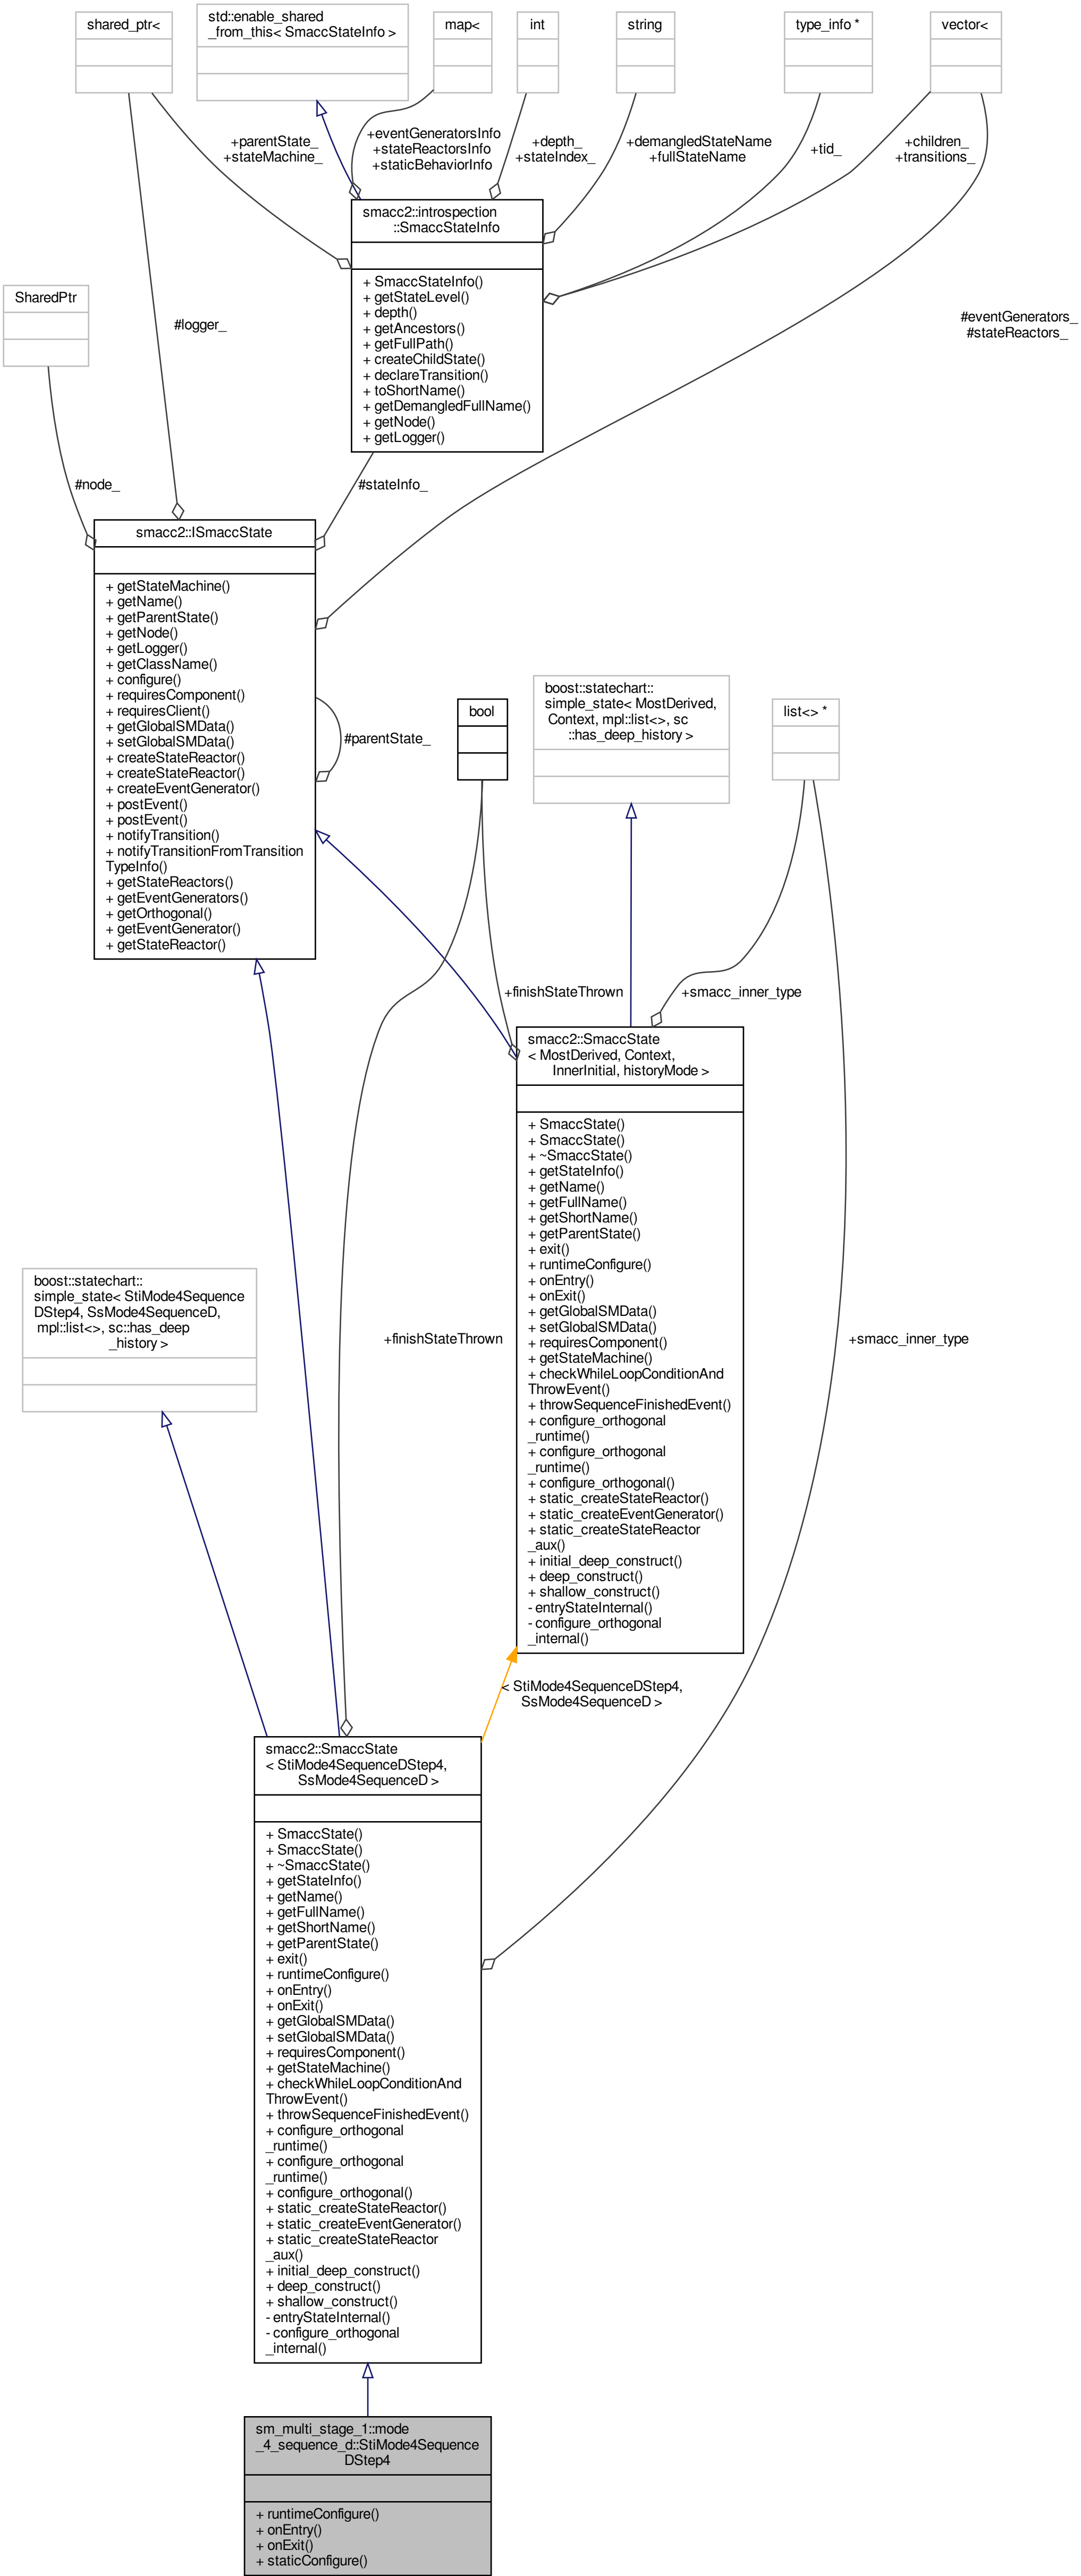 shared_ptr<
std::enable_shared
_from_this< SmaccStateInfo >
map<
int
string
type_info *
vector<
+parentState_
+stateMachine_
+eventGeneratorsInfo
+stateReactorsInfo
+staticBehaviorInfo
+depth_
+stateIndex_
+demangledStateName
+fullStateName
+tid_
+children_
+transitions_
smacc2::introspection
::SmaccStateInfo
+ SmaccStateInfo()
+ getStateLevel()
+ depth()
+ getAncestors()
+ getFullPath()
+ createChildState()
+ declareTransition()
+ toShortName()
+ getDemangledFullName()
+ getNode()
+ getLogger()
SharedPtr
#logger_
#eventGenerators_
#stateReactors_
#node_
#stateInfo_
smacc2::ISmaccState
+ getStateMachine()
+ getName()
+ getParentState()
+ getNode()
+ getLogger()
+ getClassName()
+ configure()
+ requiresComponent()
+ requiresClient()
+ getGlobalSMData()
+ setGlobalSMData()
+ createStateReactor()
+ createStateReactor()
+ createEventGenerator()
+ postEvent()
+ postEvent()
+ notifyTransition()
+ notifyTransitionFromTransition
TypeInfo()
+ getStateReactors()
+ getEventGenerators()
+ getOrthogonal()
+ getEventGenerator()
+ getStateReactor()
#parentState_
bool
boost::statechart::
simple_state< MostDerived,
Context, mpl::list<>, sc
::has_deep_history >
list<> *
+finishStateThrown
+smacc_inner_type
smacc2::SmaccState
< MostDerived, Context,
InnerInitial, historyMode >
+ SmaccState()
+ SmaccState()
+ ~SmaccState()
+ getStateInfo()
+ getName()
+ getFullName()
+ getShortName()
+ getParentState()
+ exit()
+ runtimeConfigure()
+ onEntry()
+ onExit()
+ getGlobalSMData()
+ setGlobalSMData()
+ requiresComponent()
+ getStateMachine()
+ checkWhileLoopConditionAnd
ThrowEvent()
+ throwSequenceFinishedEvent()
+ configure_orthogonal
_runtime()
+ configure_orthogonal
_runtime()
+ configure_orthogonal()
+ static_createStateReactor()
+ static_createEventGenerator()
+ static_createStateReactor
_aux()
+ initial_deep_construct()
+ deep_construct()
+ shallow_construct()
- entryStateInternal()
- configure_orthogonal
_internal()
boost::statechart::
simple_state< StiMode4Sequence
DStep4, SsMode4SequenceD,
mpl::list<>, sc::has_deep
_history >
+finishStateThrown
+smacc_inner_type
< StiMode4SequenceDStep4,
SsMode4SequenceD >
smacc2::SmaccState
< StiMode4SequenceDStep4,
SsMode4SequenceD >
+ SmaccState()
+ SmaccState()
+ ~SmaccState()
+ getStateInfo()
+ getName()
+ getFullName()
+ getShortName()
+ getParentState()
+ exit()
+ runtimeConfigure()
+ onEntry()
+ onExit()
+ getGlobalSMData()
+ setGlobalSMData()
+ requiresComponent()
+ getStateMachine()
+ checkWhileLoopConditionAnd
ThrowEvent()
+ throwSequenceFinishedEvent()
+ configure_orthogonal
_runtime()
+ configure_orthogonal
_runtime()
+ configure_orthogonal()
+ static_createStateReactor()
+ static_createEventGenerator()
+ static_createStateReactor
_aux()
+ initial_deep_construct()
+ deep_construct()
+ shallow_construct()
- entryStateInternal()
- configure_orthogonal
_internal()
sm_multi_stage_1::mode
_4_sequence_d::StiMode4Sequence
DStep4
+ runtimeConfigure()
+ onEntry()
+ onExit()
+ staticConfigure()